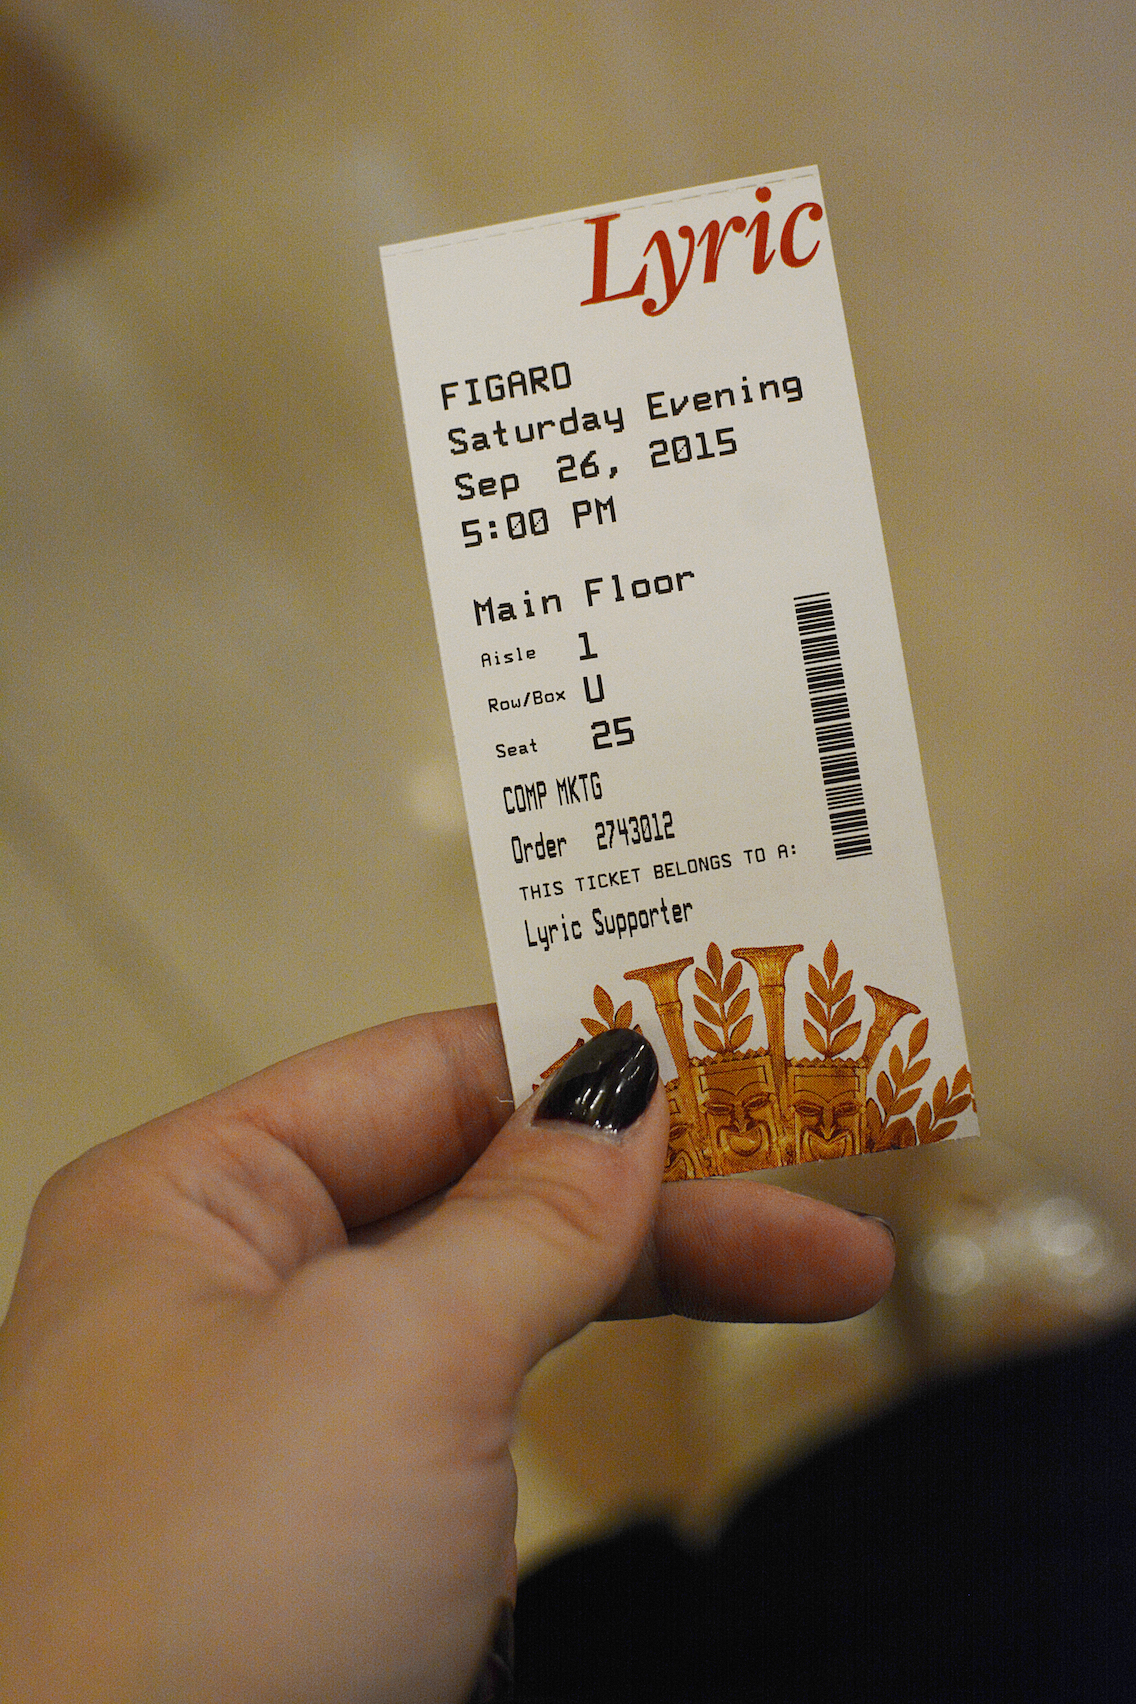 Lyric
FIGARO
Saturday Evening
Sep 26, 2015
5:00 PM
Main Floor
Aisle 1
Row/Box U
Seat 25
COMP MKTG
Order 2743012
THIS TICKET BELONGS TO A:
Lyric Supporter